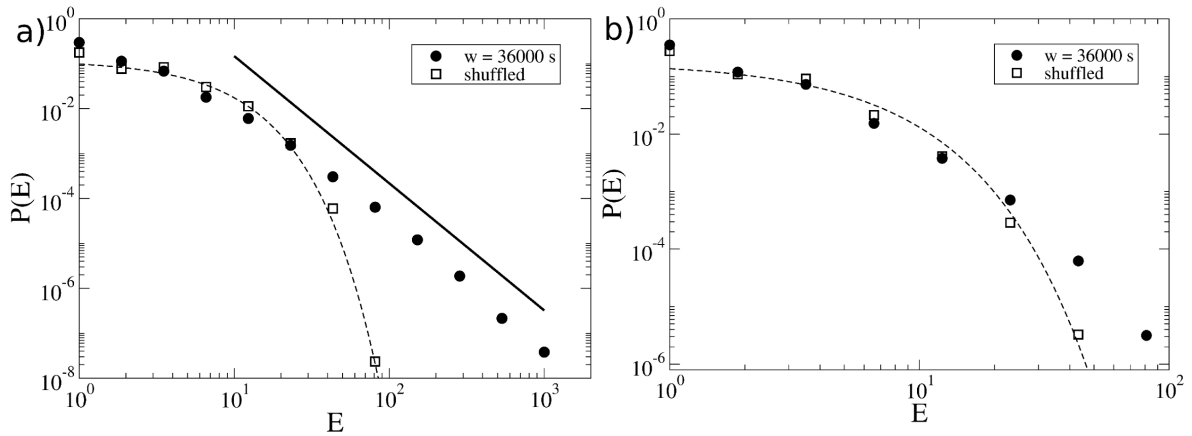 a)
10^0
10^-2
10^-4
10^-6
10^-8
P(E)
w = 36000 s
shuffled
10^0 10^1 10^2 10^3
E
b)
10^0
10^-2
10^-4
10^-6
P(E)
w = 36000 s
shuffled
10^0 10^1 10^2
E